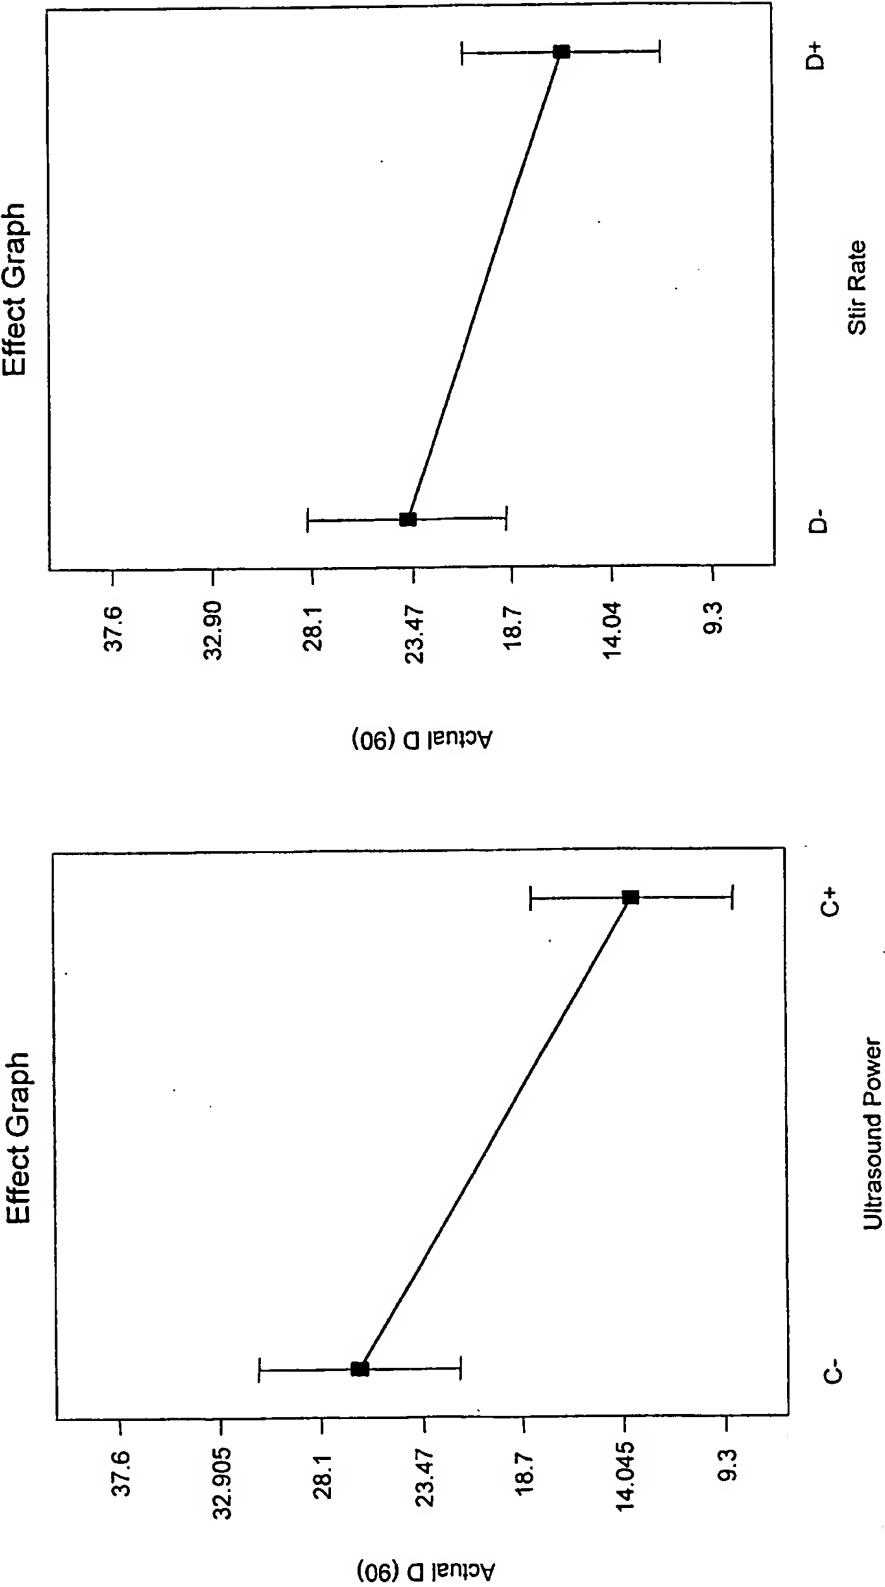 Effect Graph
37.6
32.905
28.1
23.47
18.7
14.045
9.3
Actual D (90)
C-
C+
Ultrasound Power
Effect Graph
37.6
32.90
28.1
23.47
18.7
14.04
9.3
Actual D (90)
D-
D+
Stir Rate